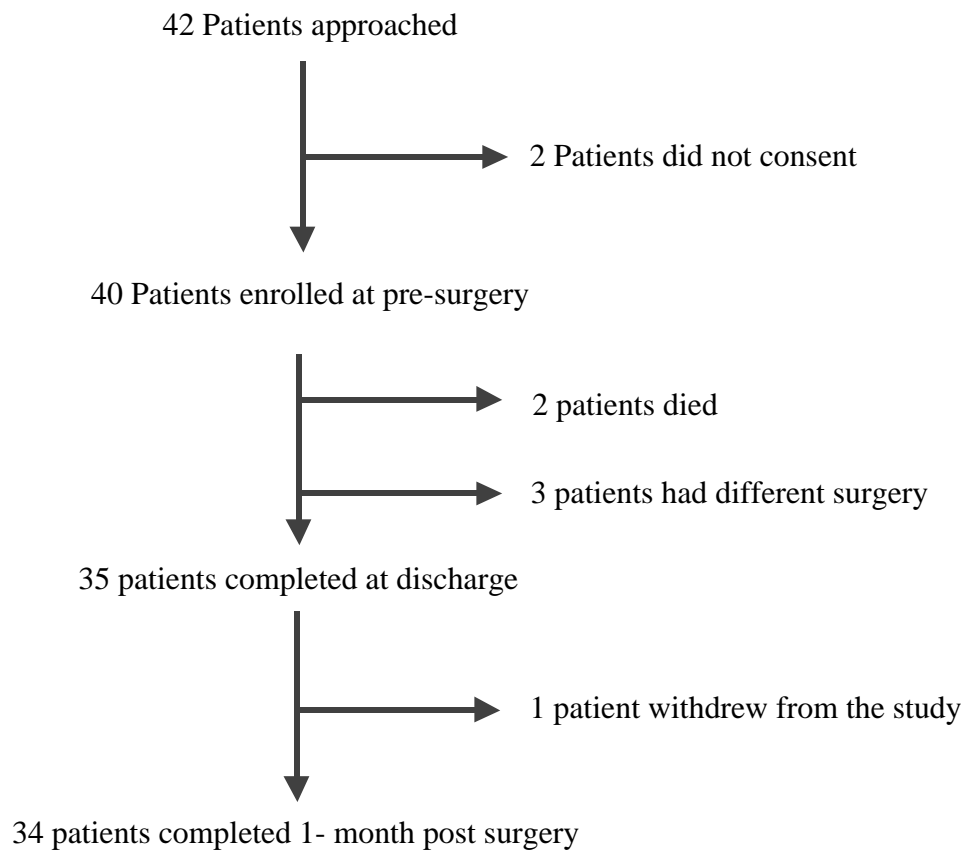 42 Patients approached
2 Patients did not consent
40 Patients enrolled at pre-surgery
2 patients died
3 patients had different surgery
35 patients completed at discharge
1 patient withdrew from the study
34 patients completed 1- month post surgery